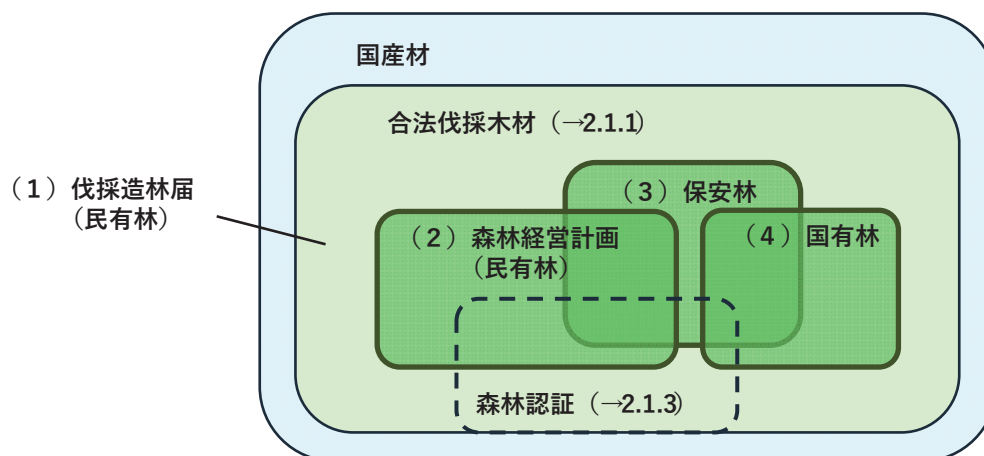 国産材
合法伐採木材（→2.1.1）
（１）伐採造林届
（民有林）
（３）保安林
（２）森林経営計画
（民有林）
（４）国有林
森林認証（→2.1.3）